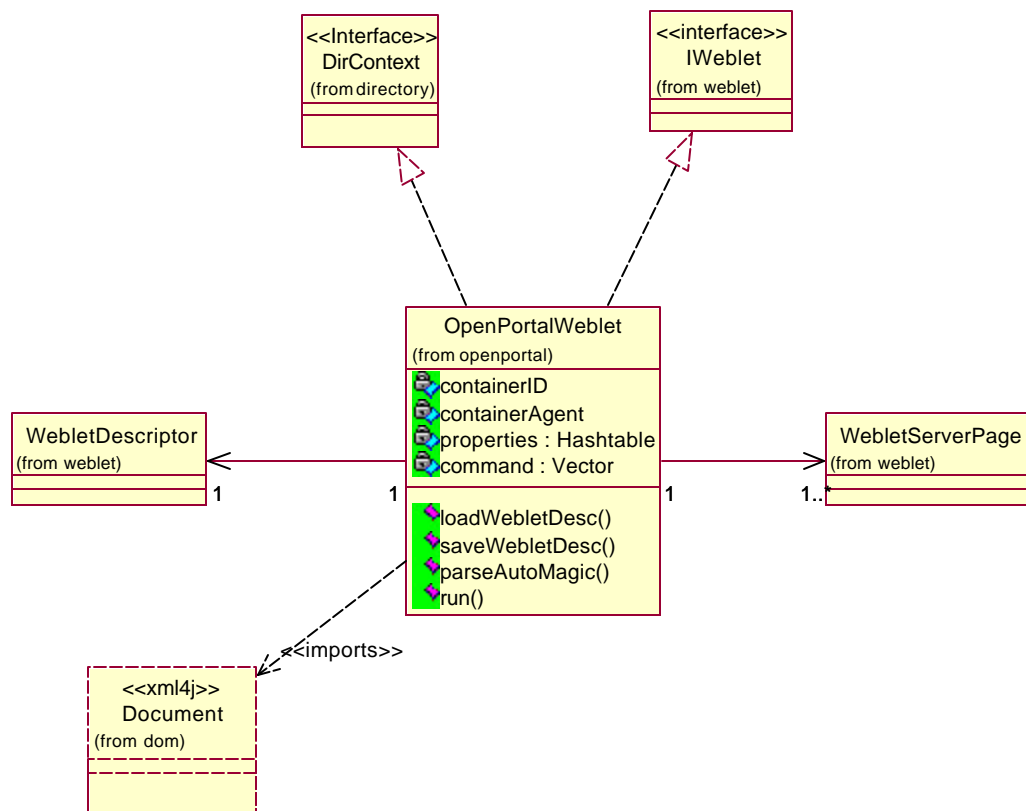 <<Interface>>
DirContext
(from directory)
<<interface>>
IWeblet
(from weblet)
OpenPortalWeblet
(from openportal)
containerID
containerAgent
properties : Hashtable
command : Vector
loadWebletDesc()
saveWebletDesc()
parseAutoMagic()
run()
WebletDescriptor
(from weblet)
WebletServerPage
(from weblet)
1
1
1
1..*
<<imports>>
<<xml4j>>
Document
(from dom)